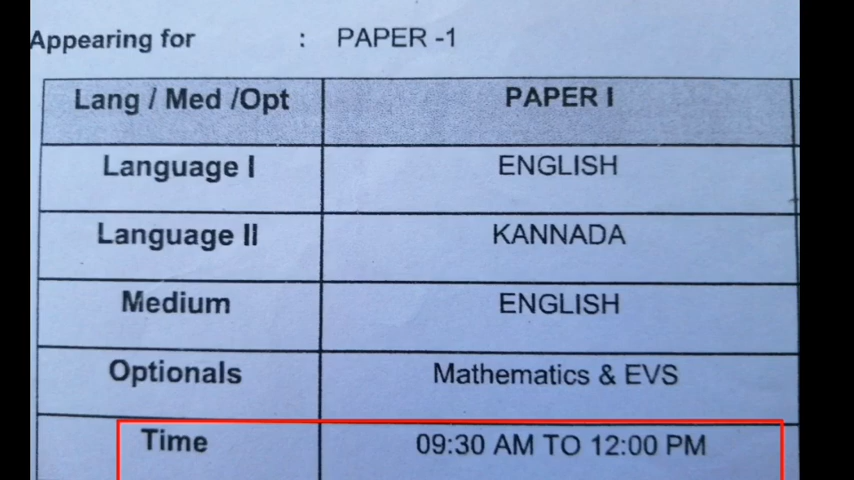 Appearing for : PAPER -1
Lang / Med /Opt PAPER I
Language I ENGLISH
Language II KANNADA
Medium ENGLISH
Optionals Mathematics & EVS
Time 09:30 AM TO 12:00 PM